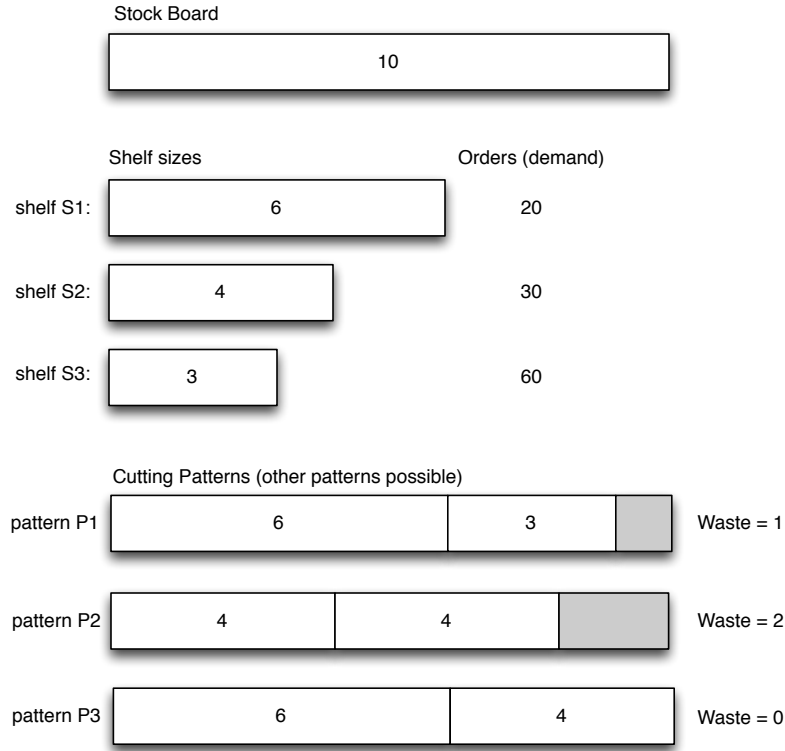 Stock Board
10
Shelf sizes Orders (demand)
shelf S1: 6 20
shelf S2: 4 30
shelf S3: 3 60
Cutting Patterns (other patterns possible)
pattern P1 6 3 Waste = 1
pattern P2 4 4 Waste = 2
pattern P3 6 4 Waste = 0